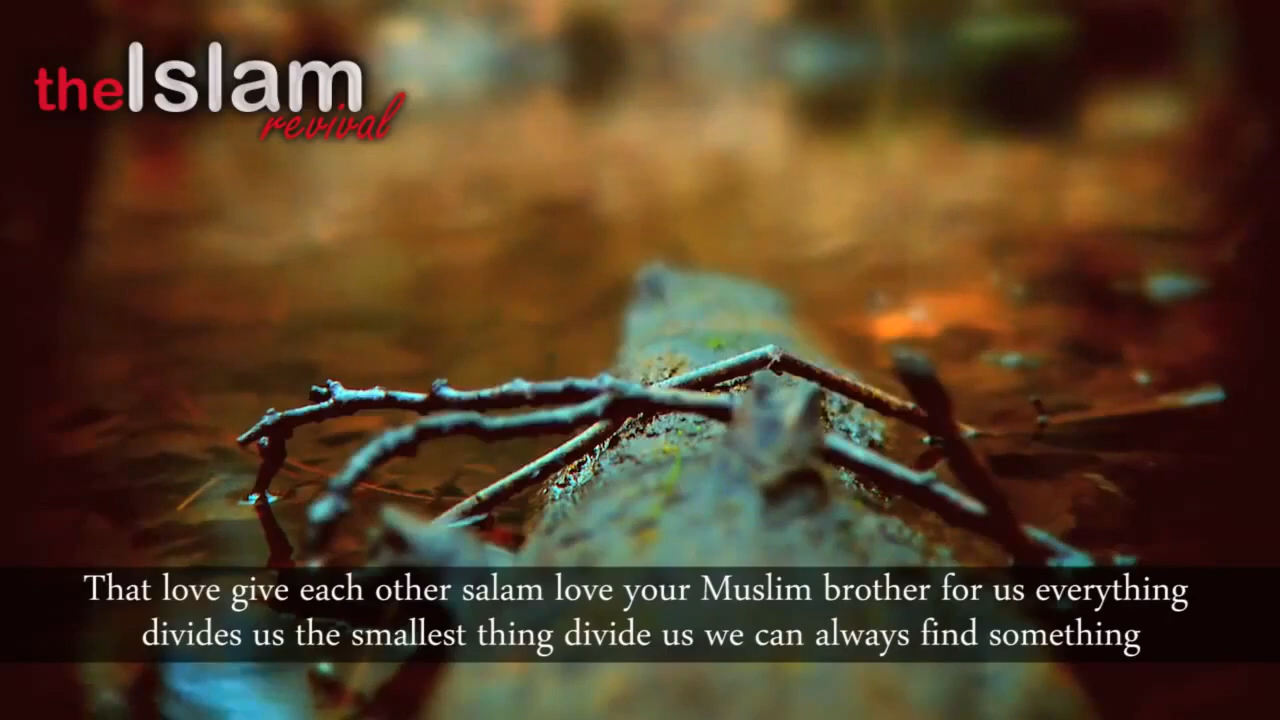 theIslam
revival
That love give each other salam love your Muslim brother for us everything
divides us the smallest thing divide us we can always find something